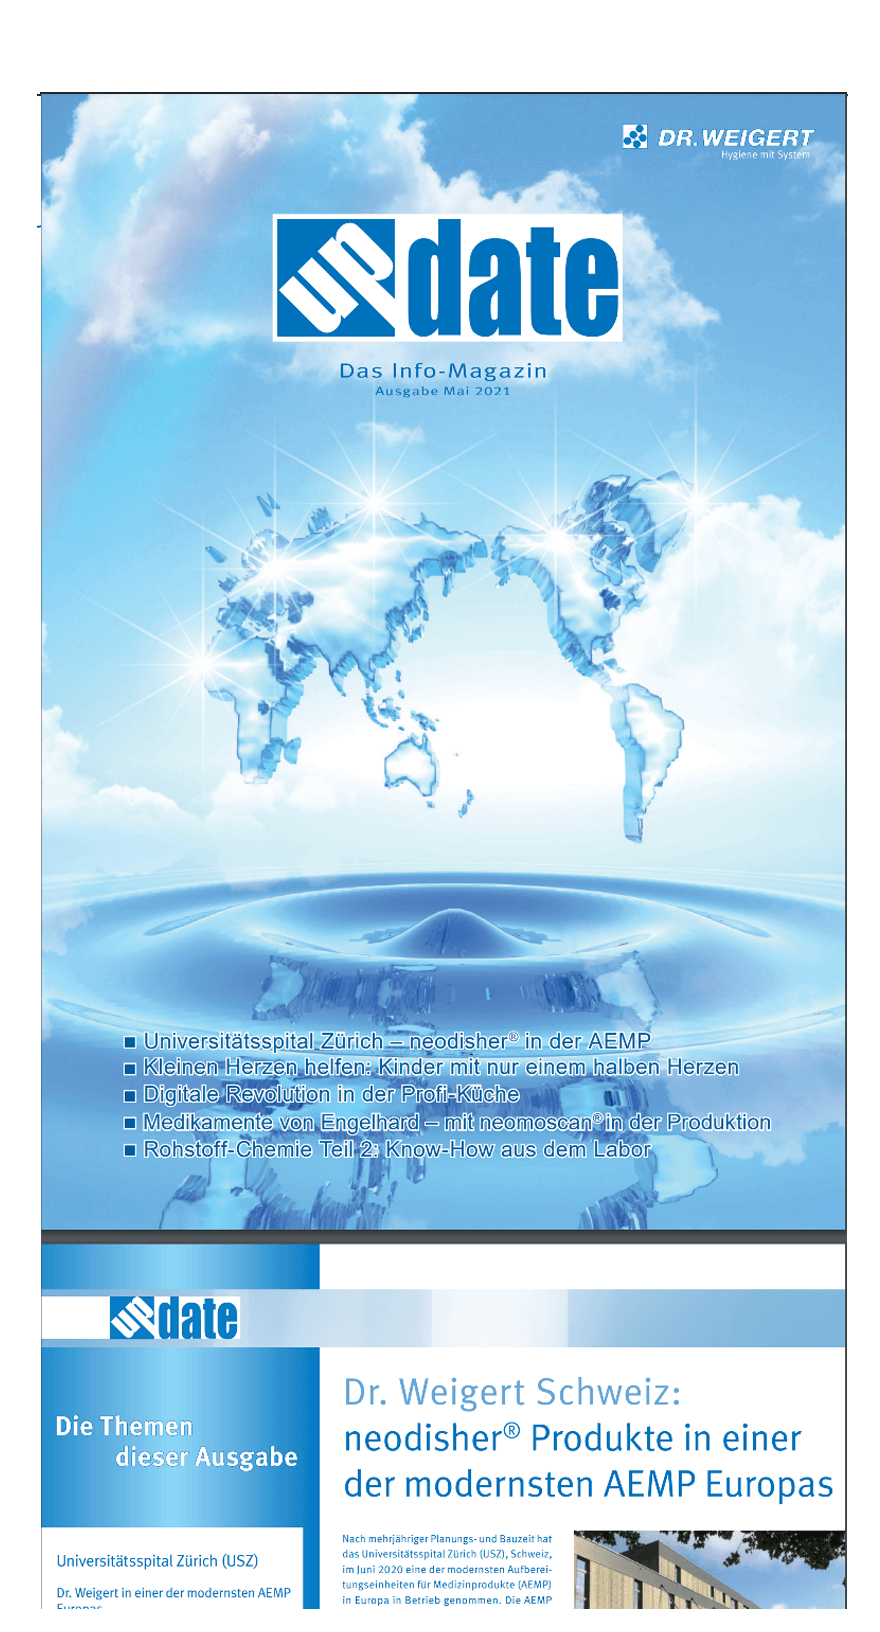 DR. WEIGERT
Hygiene mit System
update
Das Info-Magazin
Ausgabe Mai 2021
■ Universitätsspital Zürich – neodisher® in der AEMP
■ Kleinen Herzen helfen: Kinder mit nur einem halben Herzen
■ Digitale Revolution in der Profi-Küche
■ Medikamente von Engelhard – mit neomoscan® in der Produktion
■ Rohstoff-Chemie Teil 2: Know-How aus dem Labor
update
Die Themen
dieser Ausgabe
Universitätsspital Zürich (USZ)
Dr. Weigert in einer der modernsten AEMP
Europas
Dr. Weigert Schweiz:
neodisher® Produkte in einer
der modernsten AEMP Europas
Nach mehrjähriger Planungs- und Bauzeit hat
das Universitätsspital Zürich (USZ), Schweiz,
im Juni 2020 eine der modernsten Aufberei-
tungseinheiten für Medizinprodukte (AEMP)
in Europa in Betrieb genommen. Die AEMP